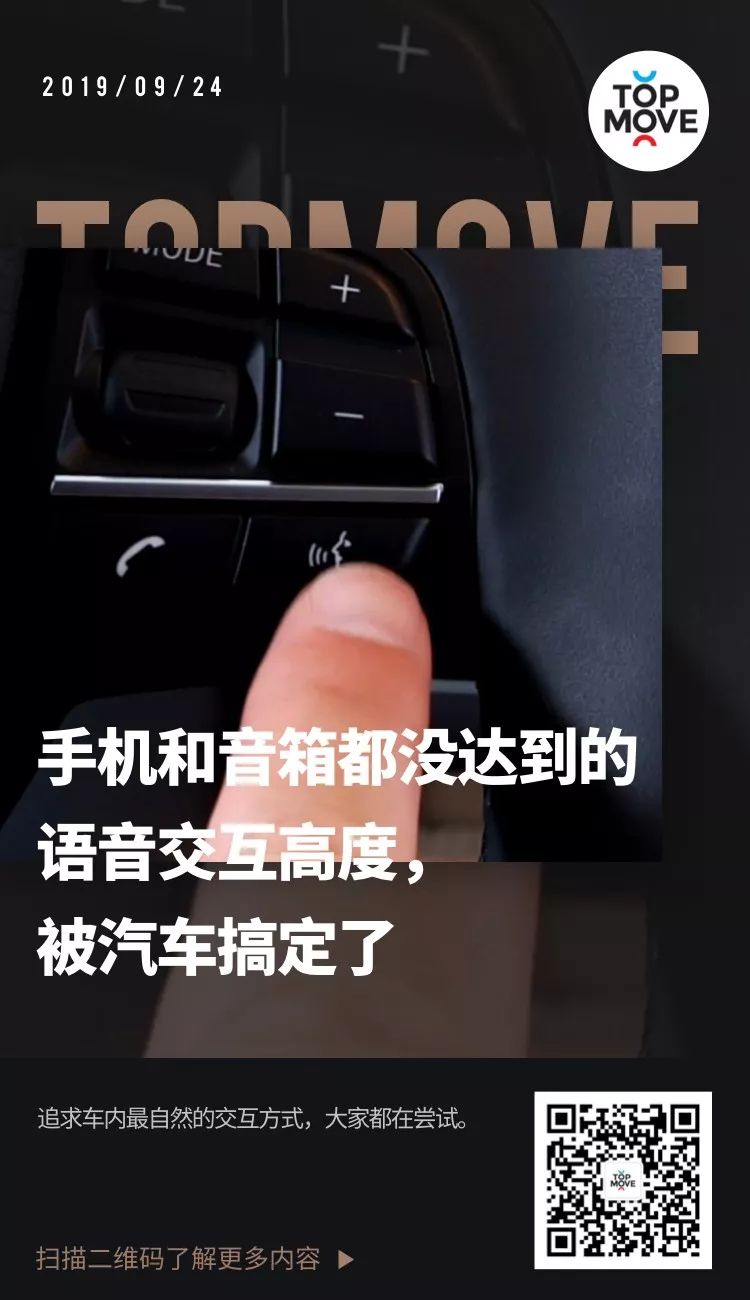 2019/09/24
TOP
MOVE
TOPMOVE
MODE
手机和音箱都没达到的
语音交互高度，
被汽车搞定了
追求车内最自然的交互方式，大家都在尝试。
TOP
MOVE
扫描二维码了解更多内容